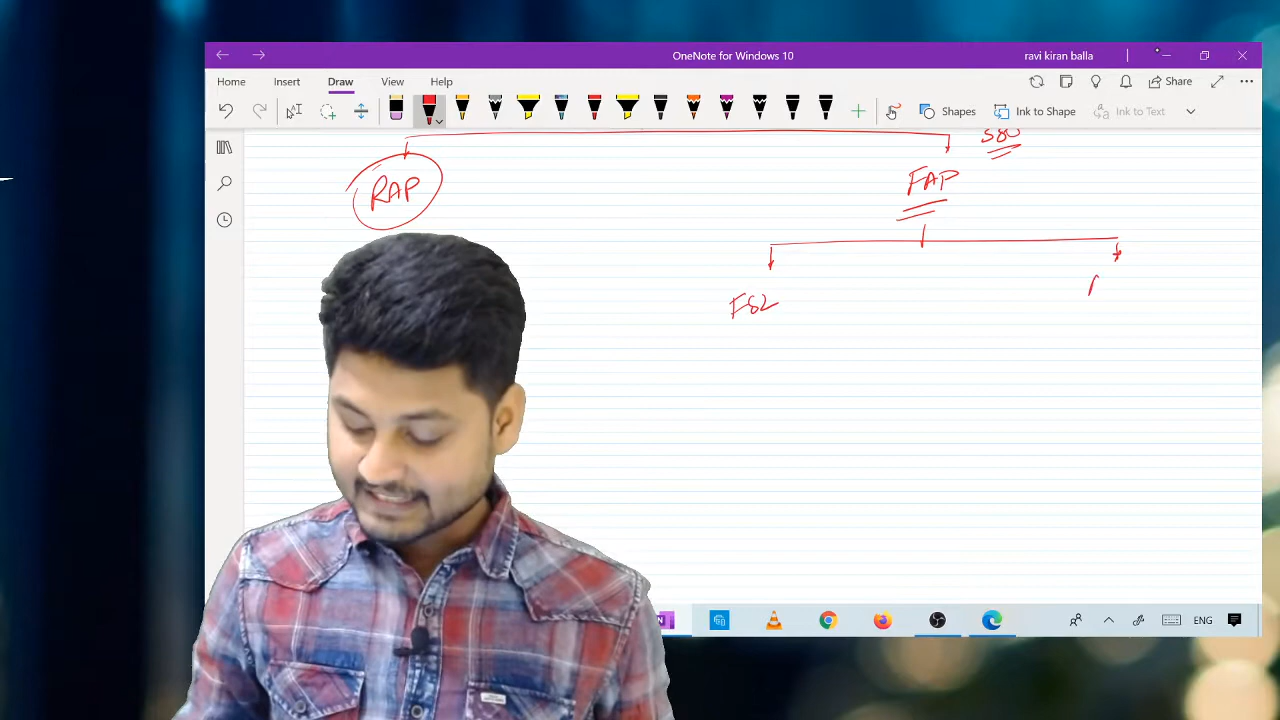 OneNote for Windows 10
ravi kiran balla
Home Insert Draw View Help
Share
Shapes Ink to Shape Ink to Text
RAP
FAP
FSL
ENG